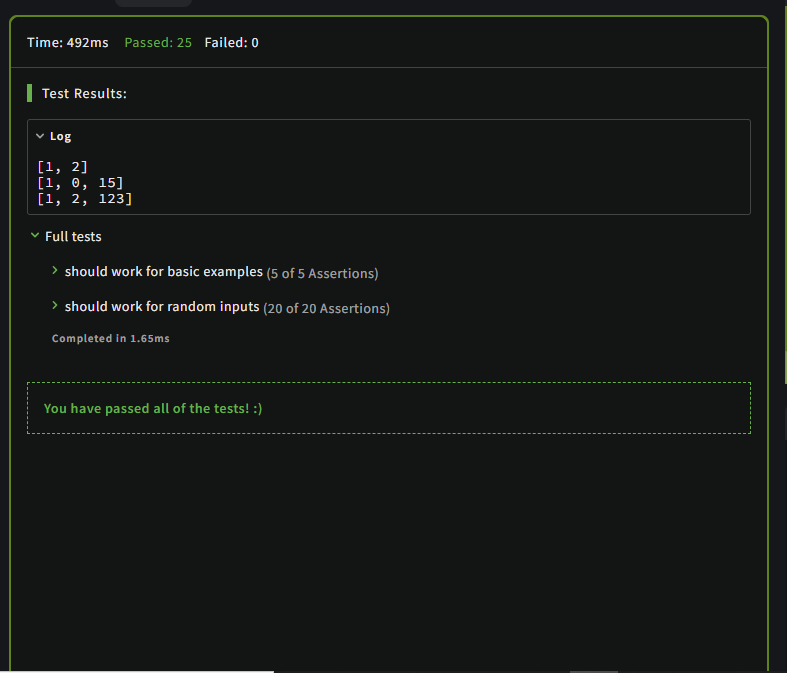 Time: 492ms Passed: 25 Failed: 0
Test Results:
Log
[1, 2]
[1, 0, 15]
[1, 2, 123]
Full tests
should work for basic examples (5 of 5 Assertions)
should work for random inputs (20 of 20 Assertions)
Completed in 1.65ms
You have passed all of the tests! :)